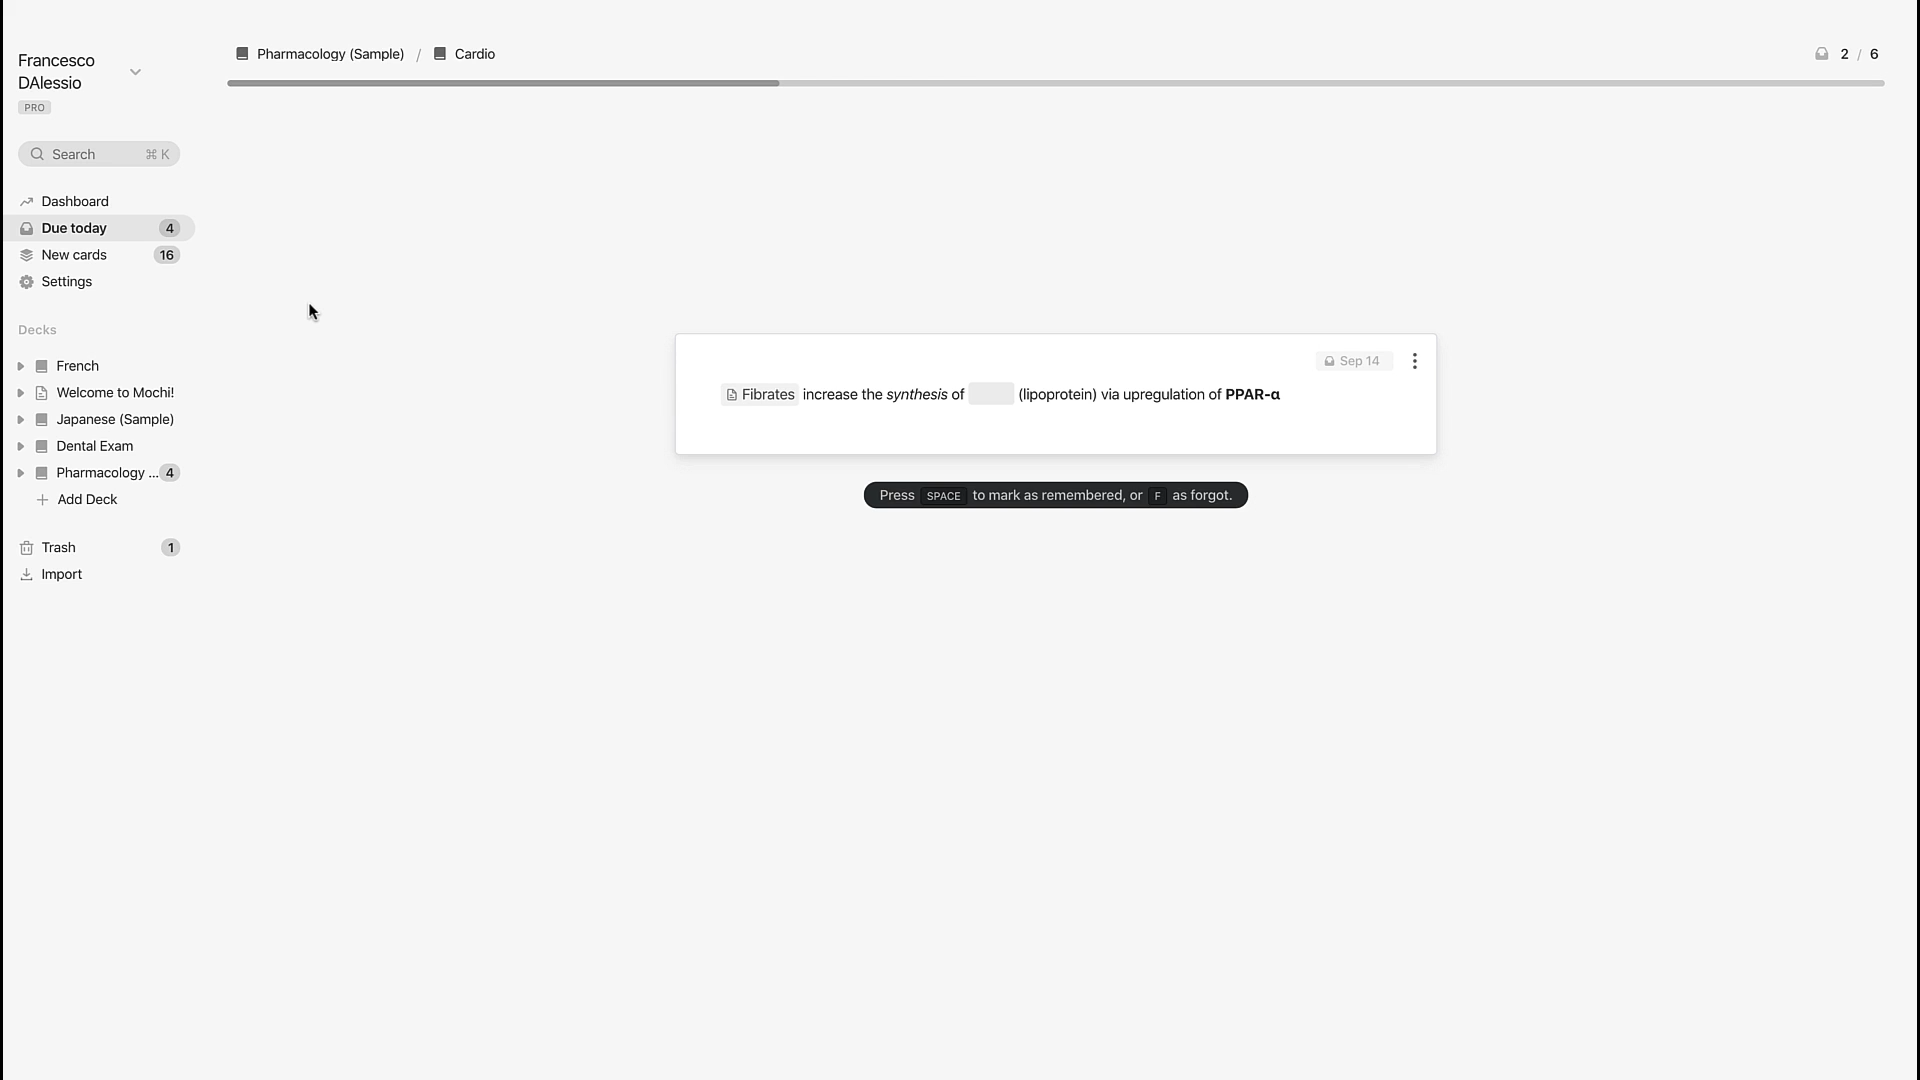 Francesco
DAlessio
PRO
Search ⌘ K
Dashboard
Due today 4
New cards 16
Settings
Decks
French
Welcome to Mochi!
Japanese (Sample)
Dental Exam
Pharmacology ... 4
Add Deck
Trash 1
Import
Pharmacology (Sample) / Cardio
2 / 6
Sep 14
Fibrates increase the synthesis of (lipoprotein) via upregulation of PPAR-α
Press SPACE to mark as remembered, or F as forgot.